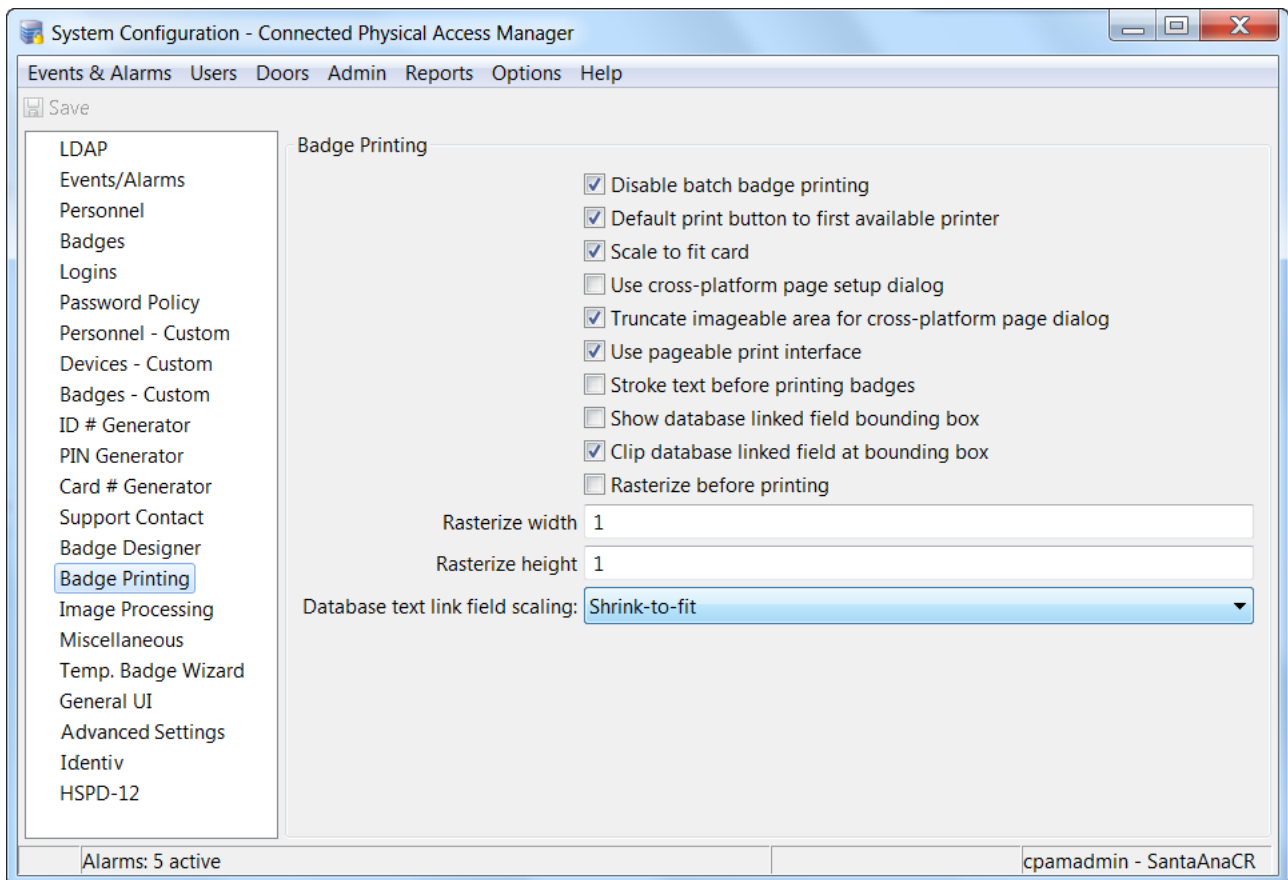 System Configuration - Connected Physical Access Manager
Events & Alarms Users Doors Admin Reports Options Help
Save
LDAP
Events/Alarms
Personnel
Badges
Logins
Password Policy
Personnel - Custom
Devices - Custom
Badges - Custom
ID # Generator
PIN Generator
Card # Generator
Support Contact
Badge Designer
Badge Printing
Image Processing
Miscellaneous
Temp. Badge Wizard
General UI
Advanced Settings
Identiv
HSPD-12
Badge Printing
Disable batch badge printing
Default print button to first available printer
Scale to fit card
Use cross-platform page setup dialog
Truncate imageable area for cross-platform page dialog
Use pageable print interface
Stroke text before printing badges
Show database linked field bounding box
Clip database linked field at bounding box
Rasterize before printing
Rasterize width 1
Rasterize height 1
Database text link field scaling: Shrink-to-fit
Alarms: 5 active cpamadmin - SantaAnaCR